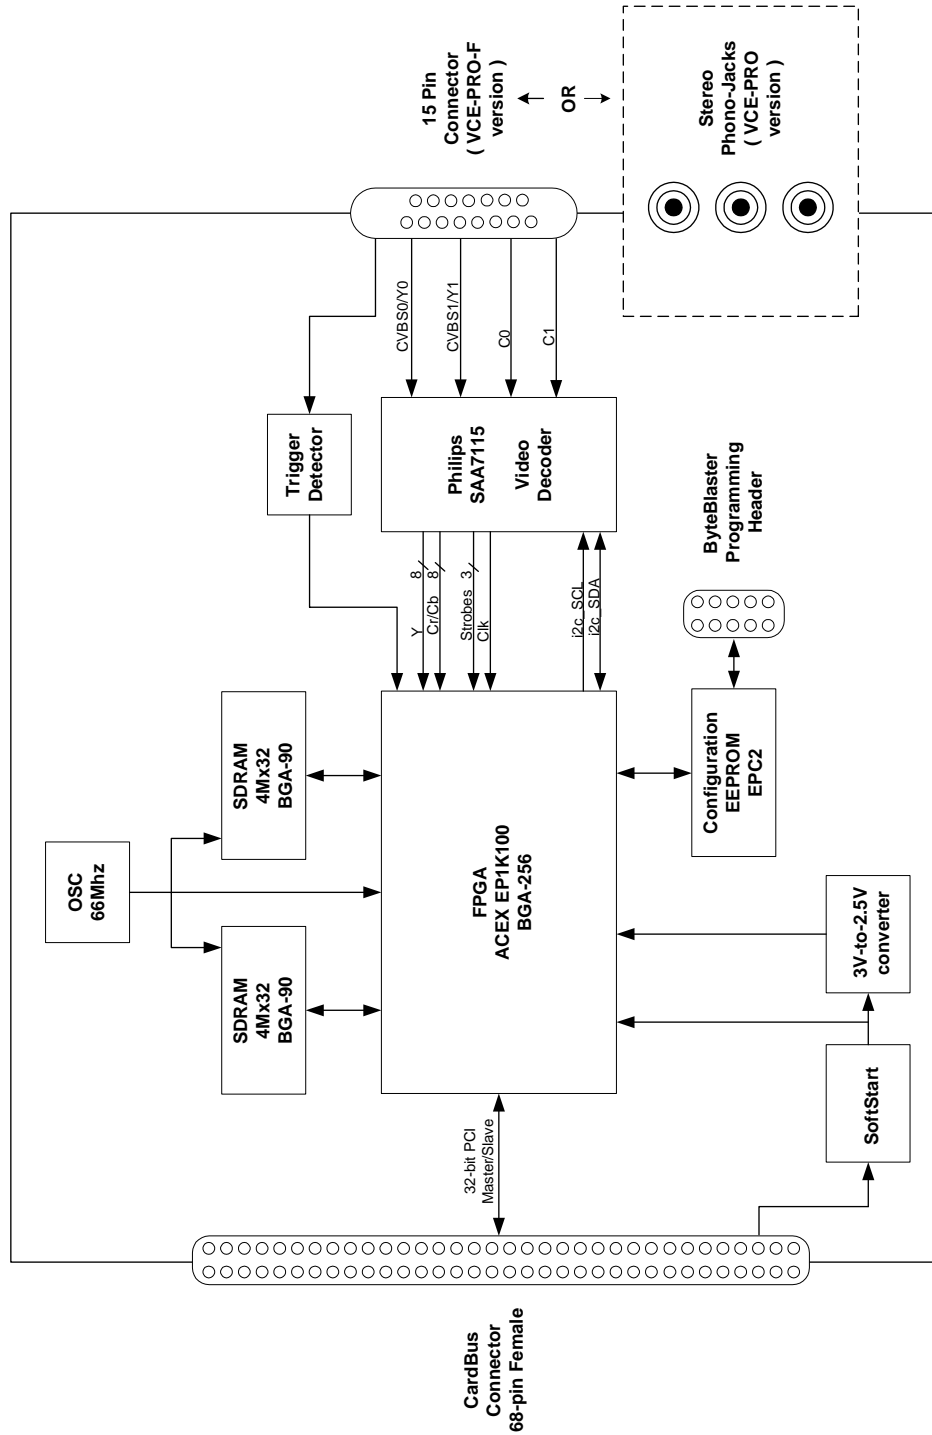 CardBus
Connector
68-pin Female
32-bit PCI
Master/Slave
SDRAM
4Mx32
BGA-90
OSC
66Mhz
SDRAM
4Mx32
BGA-90
FPGA
ACEX EP1K100
BGA-256
SoftStart
3V-to-2.5V
converter
Configuration
EEPROM
EPC2
ByteBlaster
Programming
Header
Trigger
Detector
Y
8
Cr/Cb
8
Strobes
3
Clk
i2c_SCL
i2c_SDA
Philips
SAA7115
Video
Decoder
CVBS0/Y0
CVBS1/Y1
C0
C1
15 Pin
Connector
( VCE-PRO-F
version )
OR
Stereo
Phono-Jacks
( VCE-PRO
version )